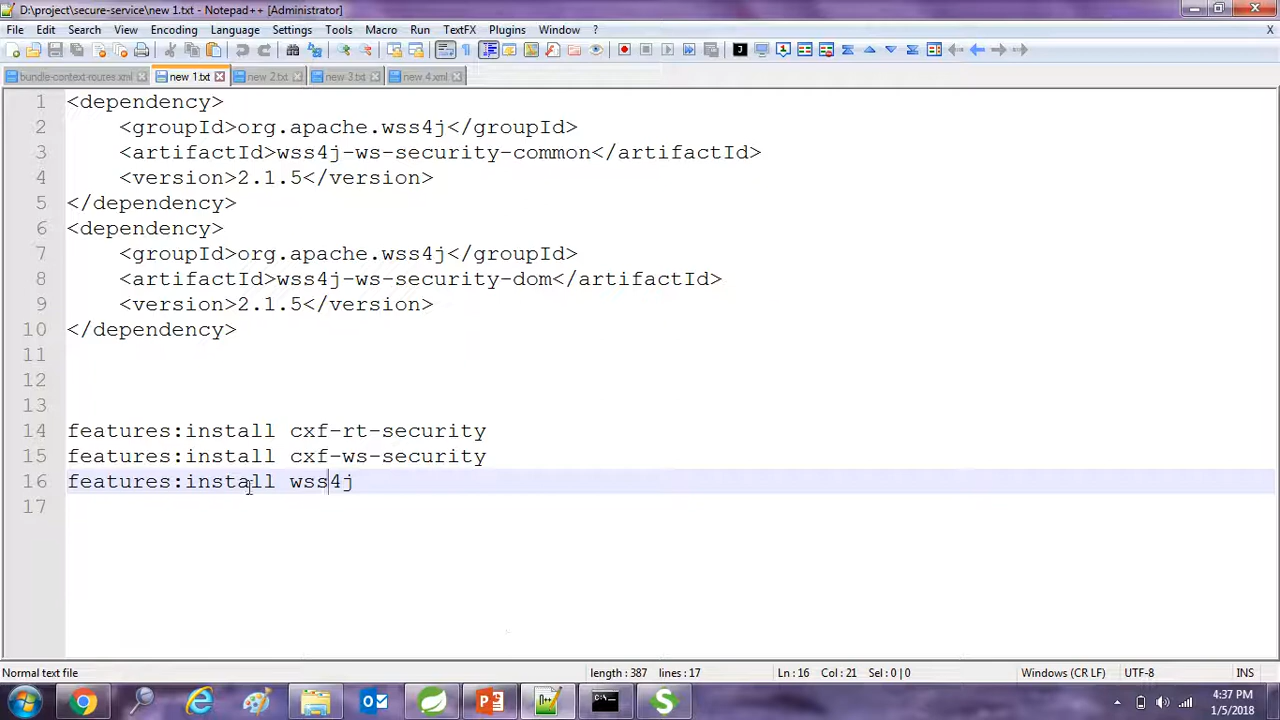 D:\project\secure-service\new 1.txt - Notepad++ [Administrator]
File Edit Search View Encoding Language Settings Tools Macro Run TextFX Plugins Window ? X
bundle-context-routes.xml new 1.txt new 2.txt new 3.txt new 4.xml
1 <dependency>
2 <groupId>org.apache.wss4j</groupId>
3 <artifactId>wss4j-ws-security-common</artifactId>
4 <version>2.1.5</version>
5 </dependency>
6 <dependency>
7 <groupId>org.apache.wss4j</groupId>
8 <artifactId>wss4j-ws-security-dom</artifactId>
9 <version>2.1.5</version>
10 </dependency>
11
12
13
14 features:install cxf-rt-security
15 features:install cxf-ws-security
16 features:install wss4j
17
Normal text file length : 387 lines : 17 Ln : 16 Col : 21 Sel : 0 | 0 Windows (CR LF) UTF-8 INS
4:37 PM
1/5/2018